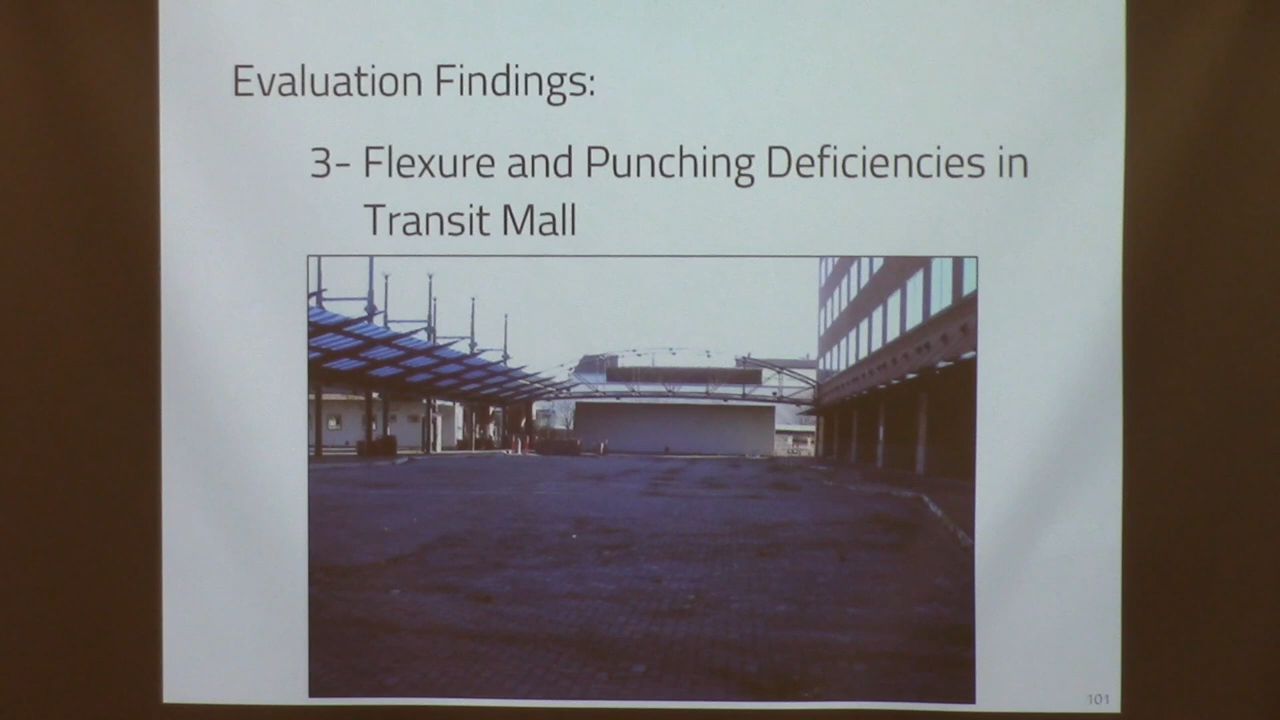 Evaluation Findings:
3- Flexure and Punching Deficiencies in
Transit Mall
101